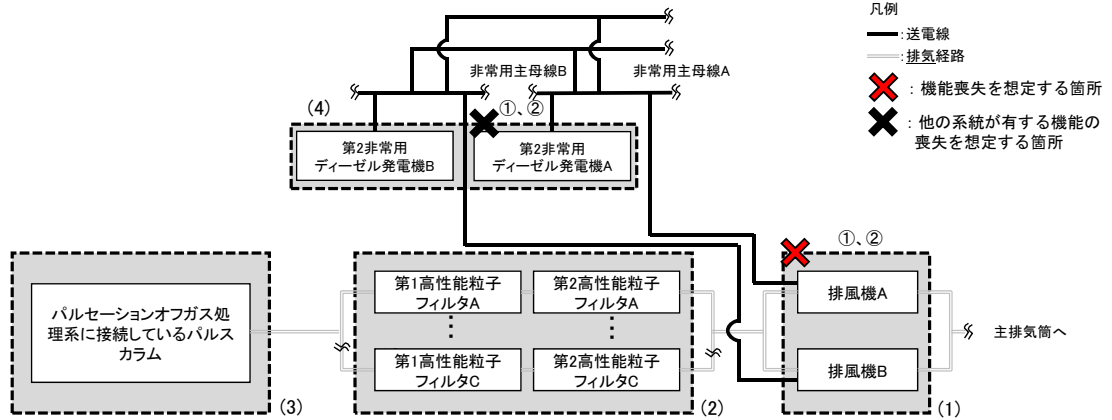 凡例
:送電線
:排気経路
:機能喪失を想定する箇所
:他の系統が有する機能の
喪失を想定する箇所
非常用主母線B
非常用主母線A
(4)
①、②
第2非常用
ディーゼル発電機B
第2非常用
ディーゼル発電機A
①、②
パルセーションオフガス処
理系に接続しているパルス
カラム
(3)
第1高性能粒子
フィルタA
第2高性能粒子
フィルタA
第1高性能粒子
フィルタC
第2高性能粒子
フィルタC
(2)
排風機A
排風機B
(1)
主排気筒へ